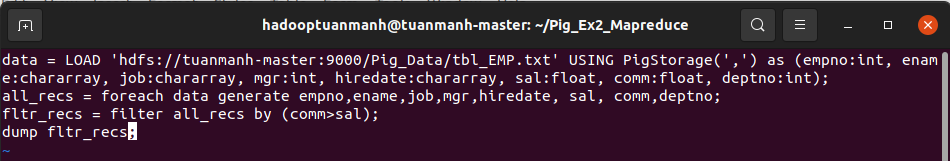 hadooptuanmanh@tuanmanh-master: ~/Pig_Ex2_Mapreduce
data = LOAD 'hdfs://tuanmanh-master:9000/Pig_Data/tbl_EMP.txt' USING PigStorage(',') as (empno:int, enam
e:chararray, job:chararray, mgr:int, hiredate:chararray, sal:float, comm:float, deptno:int);
all_recs = foreach data generate empno,ename,job,mgr,hiredate, sal, comm,deptno;
fltr_recs = filter all_recs by (comm>sal);
dump fltr_recs;
~